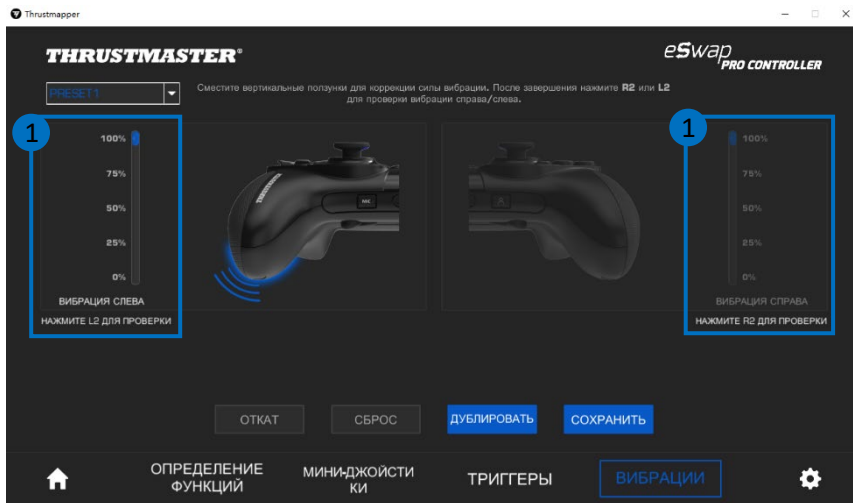 Thrustmapper
THRUSTMASTER®
eSwap
PRO CONTROLLER
PRESET1
Сместите вертикальные ползунки для коррекции силы вибрации. После завершения нажмите R2 или L2
для проверки вибрации справа/слева.
1
1
100%
75%
50%
25%
0%
ВИБРАЦИЯ СЛЕВА
НАЖМИТЕ L2 ДЛЯ ПРОВЕРКИ
THRUSTMASTER
100%
75%
50%
25%
0%
ВИБРАЦИЯ СПРАВА
НАЖМИТЕ R2 ДЛЯ ПРОВЕРКИ
ОТКАТ
СБРОС
ДУБЛИРОВАТЬ
СОХРАНИТЬ
ОПРЕДЕЛЕНИЕ
ФУНКЦИЙ
МИНИ-ДЖОЙСТИ
КИ
ТРИГГЕРЫ
ВИБРАЦИИ